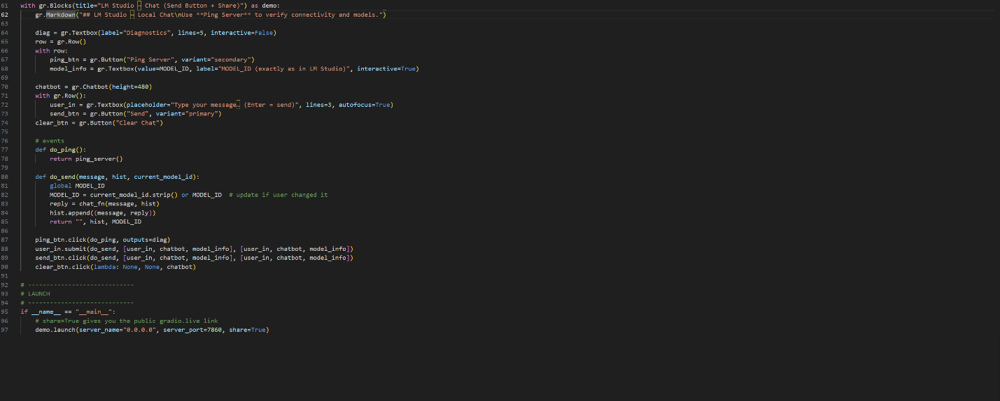 61 with gr.Blocks(title="LM Studio – Chat (Send Button + Share)") as demo:
62 gr.Markdown("## LM Studio – Local Chat\nUse **Ping Server** to verify connectivity and models.")
63
64 diag = gr.Textbox(label="Diagnostics", lines=5, interactive=False)
65 row = gr.Row()
66 with row:
67 ping_btn = gr.Button("Ping Server", variant="secondary")
68 model_info = gr.Textbox(value=MODEL_ID, label="MODEL_ID (exactly as in LM Studio)", interactive=True)
69
70 chatbot = gr.Chatbot(height=480)
71 with gr.Row():
72 user_in = gr.Textbox(placeholder="Type your message… (Enter = send)", lines=3, autofocus=True)
73 send_btn = gr.Button("Send", variant="primary")
74 clear_btn = gr.Button("Clear Chat")
75
76 # events
77 def do_ping():
78 return ping_server()
79
80 def do_send(message, hist, current_model_id):
81 global MODEL_ID
82 MODEL_ID = current_model_id.strip() or MODEL_ID  # update if user changed it
83 reply = chat_fn(message, hist)
84 hist.append((message, reply))
85 return "", hist, MODEL_ID
86
87 ping_btn.click(do_ping, outputs=diag)
88 user_in.submit(do_send, [user_in, chatbot, model_info], [user_in, chatbot, model_info])
89 send_btn.click(do_send, [user_in, chatbot, model_info], [user_in, chatbot, model_info])
90 clear_btn.click(lambda: None, None, chatbot)
91
92 # -----------------------------
93 # LAUNCH
94 # -----------------------------
95 if __name__ == "__main__":
96 # share=True gives you the public gradio.live link
97 demo.launch(server_name="0.0.0.0", server_port=7860, share=True)